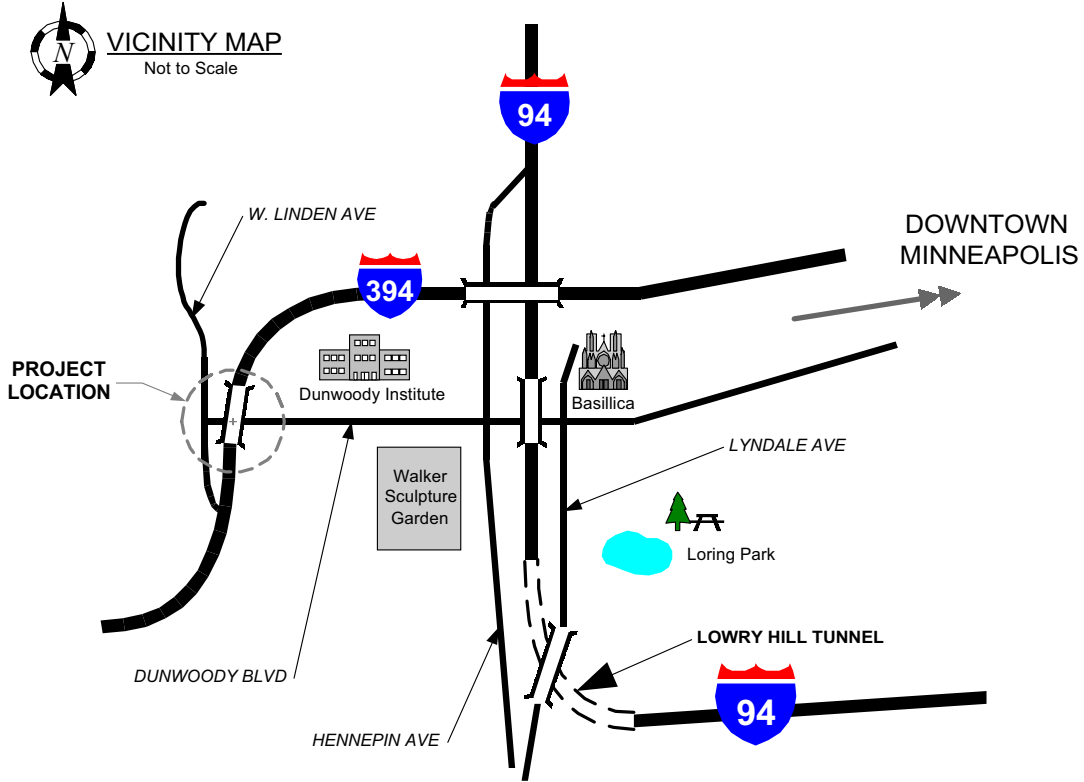 N
VICINITY MAP
Not to Scale
94
W. LINDEN AVE
DOWNTOWN
MINNEAPOLIS
394
PROJECT
LOCATION
Dunwoody Institute
Basillica
LYNDALE AVE
Walker
Sculpture
Garden
Loring Park
LOWRY HILL TUNNEL
DUNWOODY BLVD
94
HENNEPIN AVE